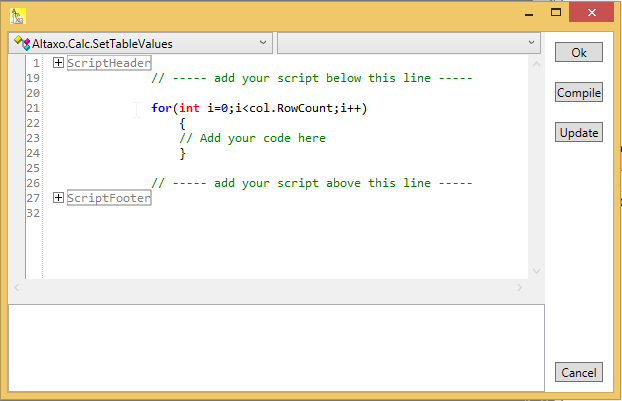 Altaxo.Calc.SetTableValues
Ok
Compile
Update
1 ScriptHeader
19 // ----- add your script below this line -----
20
21 for(int i=0;i<col.RowCount;i++)
22 {
23 // Add your code here
24 }
25
26 // ----- add your script above this line -----
27 ScriptFooter
32
Cancel